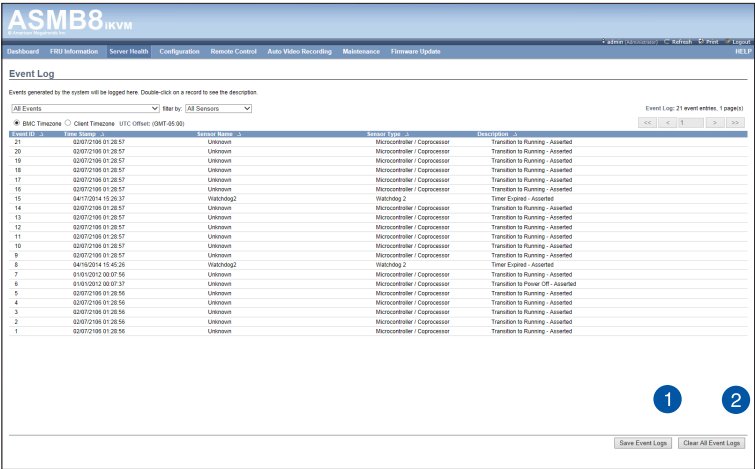 ASMB8 iKVM
© American Megatrends Inc.
admin (Administrator) Refresh Print Logout
Dashboard FRU Information Server Health Configuration Remote Control Auto Video Recording Maintenance Firmware Update HELP
Event Log
Events generated by the system will be logged here. Double-click on a record to see the description.
All Events filter by: All Sensors Event Log: 21 event entries, 1 page(s)
BMC Timezone Client Timezone UTC Offset: (GMT-05:00) << < 1 > >>
Event ID Time Stamp Sensor Name Sensor Type Description
21 02/07/2106 01:28:57 Unknown Microcontroller / Coprocessor Transition to Running - Asserted
20 02/07/2106 01:28:57 Unknown Microcontroller / Coprocessor Transition to Running - Asserted
19 02/07/2106 01:28:57 Unknown Microcontroller / Coprocessor Transition to Running - Asserted
18 02/07/2106 01:28:57 Unknown Microcontroller / Coprocessor Transition to Running - Asserted
17 02/07/2106 01:28:57 Unknown Microcontroller / Coprocessor Transition to Running - Asserted
16 02/07/2106 01:28:57 Unknown Microcontroller / Coprocessor Transition to Running - Asserted
15 04/17/2014 15:26:37 Watchdog2 Watchdog 2 Timer Expired - Asserted
14 02/07/2106 01:28:57 Unknown Microcontroller / Coprocessor Transition to Running - Asserted
13 02/07/2106 01:28:57 Unknown Microcontroller / Coprocessor Transition to Running - Asserted
12 02/07/2106 01:28:57 Unknown Microcontroller / Coprocessor Transition to Running - Asserted
11 02/07/2106 01:28:57 Unknown Microcontroller / Coprocessor Transition to Running - Asserted
10 02/07/2106 01:28:57 Unknown Microcontroller / Coprocessor Transition to Running - Asserted
9 02/07/2106 01:28:57 Unknown Microcontroller / Coprocessor Transition to Running - Asserted
8 04/16/2014 15:45:26 Watchdog2 Watchdog 2 Timer Expired - Asserted
7 01/01/2012 00:07:56 Unknown Microcontroller / Coprocessor Transition to Running - Asserted
6 01/01/2012 00:07:37 Unknown Microcontroller / Coprocessor Transition to Power Off - Asserted
5 02/07/2106 01:28:56 Unknown Microcontroller / Coprocessor Transition to Running - Asserted
4 02/07/2106 01:28:56 Unknown Microcontroller / Coprocessor Transition to Running - Asserted
3 02/07/2106 01:28:56 Unknown Microcontroller / Coprocessor Transition to Running - Asserted
2 02/07/2106 01:28:56 Unknown Microcontroller / Coprocessor Transition to Running - Asserted
1 02/07/2106 01:28:56 Unknown Microcontroller / Coprocessor Transition to Running - Asserted
1 2
Save Event Logs Clear All Event Logs